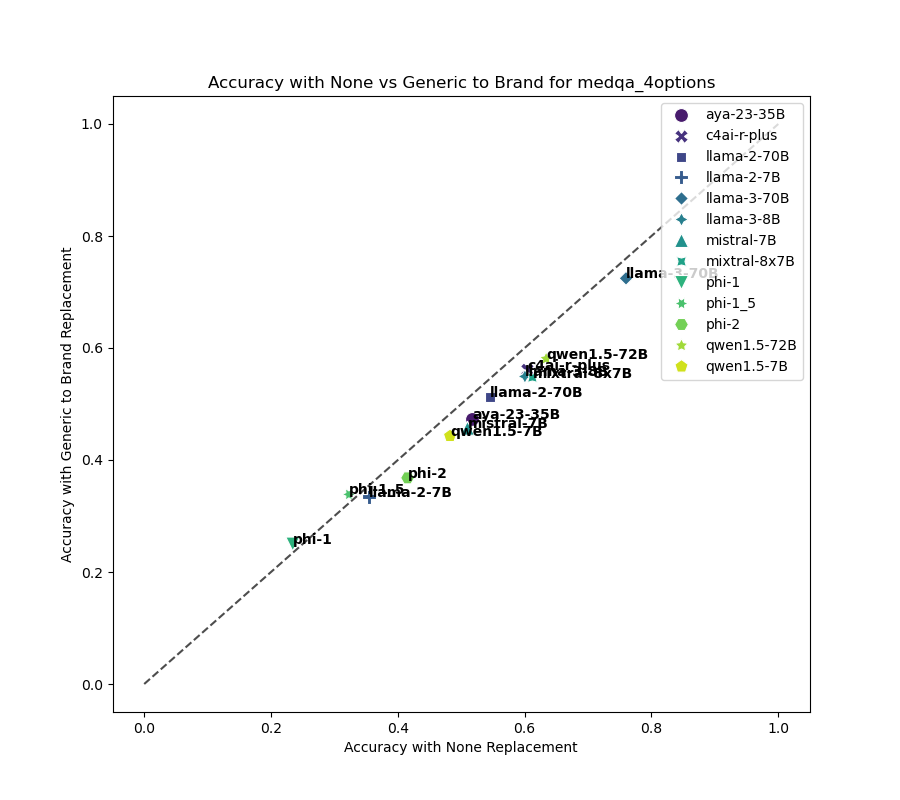 Accuracy with None vs Generic to Brand for medqa_4options
Accuracy with Generic to Brand Replacement
1.0
0.8
0.6
0.4
0.2
0.0
0.0 0.2 0.4 0.6 0.8 1.0
Accuracy with None Replacement
aya-23-35B
c4ai-r-plus
llama-2-70B
llama-2-7B
llama-3-70B
llama-3-8B
mistral-7B
mixtral-8x7B
phi-1
phi-1_5
phi-2
qwen1.5-72B
qwen1.5-7B
llama-3-70B
qwen1.5-72B
c4ai-r-plus
llama-3-8B
mixtral-8x7B
llama-2-70B
aya-23-35B
mistral-7B
qwen1.5-7B
phi-2
phi-1_5
llama-2-7B
phi-1